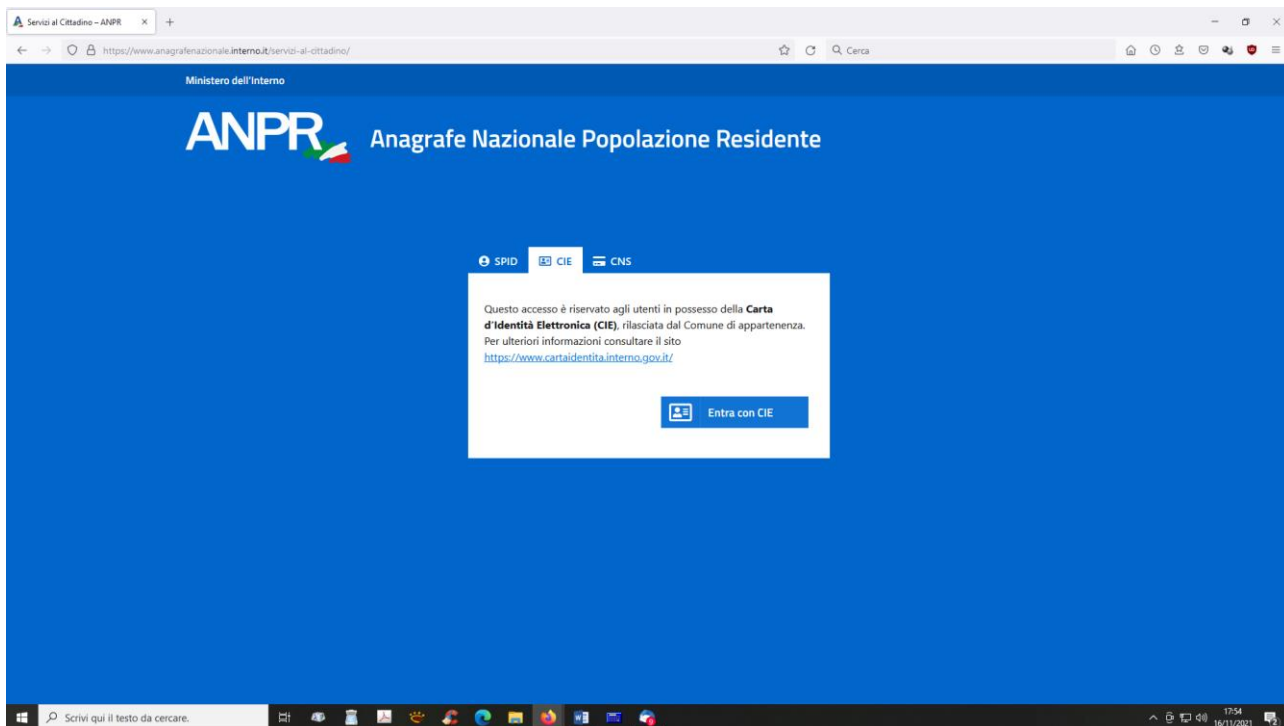 Servizi al Cittadino – ANPR
https://www.anagrafenazionale.interno.it/servizi-al-cittadino/
Cerca
Ministero dell'Interno
ANPR
Anagrafe Nazionale Popolazione Residente
SPID
CIE
CNS
Questo accesso è riservato agli utenti in possesso della Carta
d'Identità Elettronica (CIE), rilasciata dal Comune di appartenenza.
Per ulteriori informazioni consultare il sito
https://www.cartaidentita.interno.gov.it/
Entra con CIE
Scrivi qui il testo da cercare.
17:54
16/11/2021